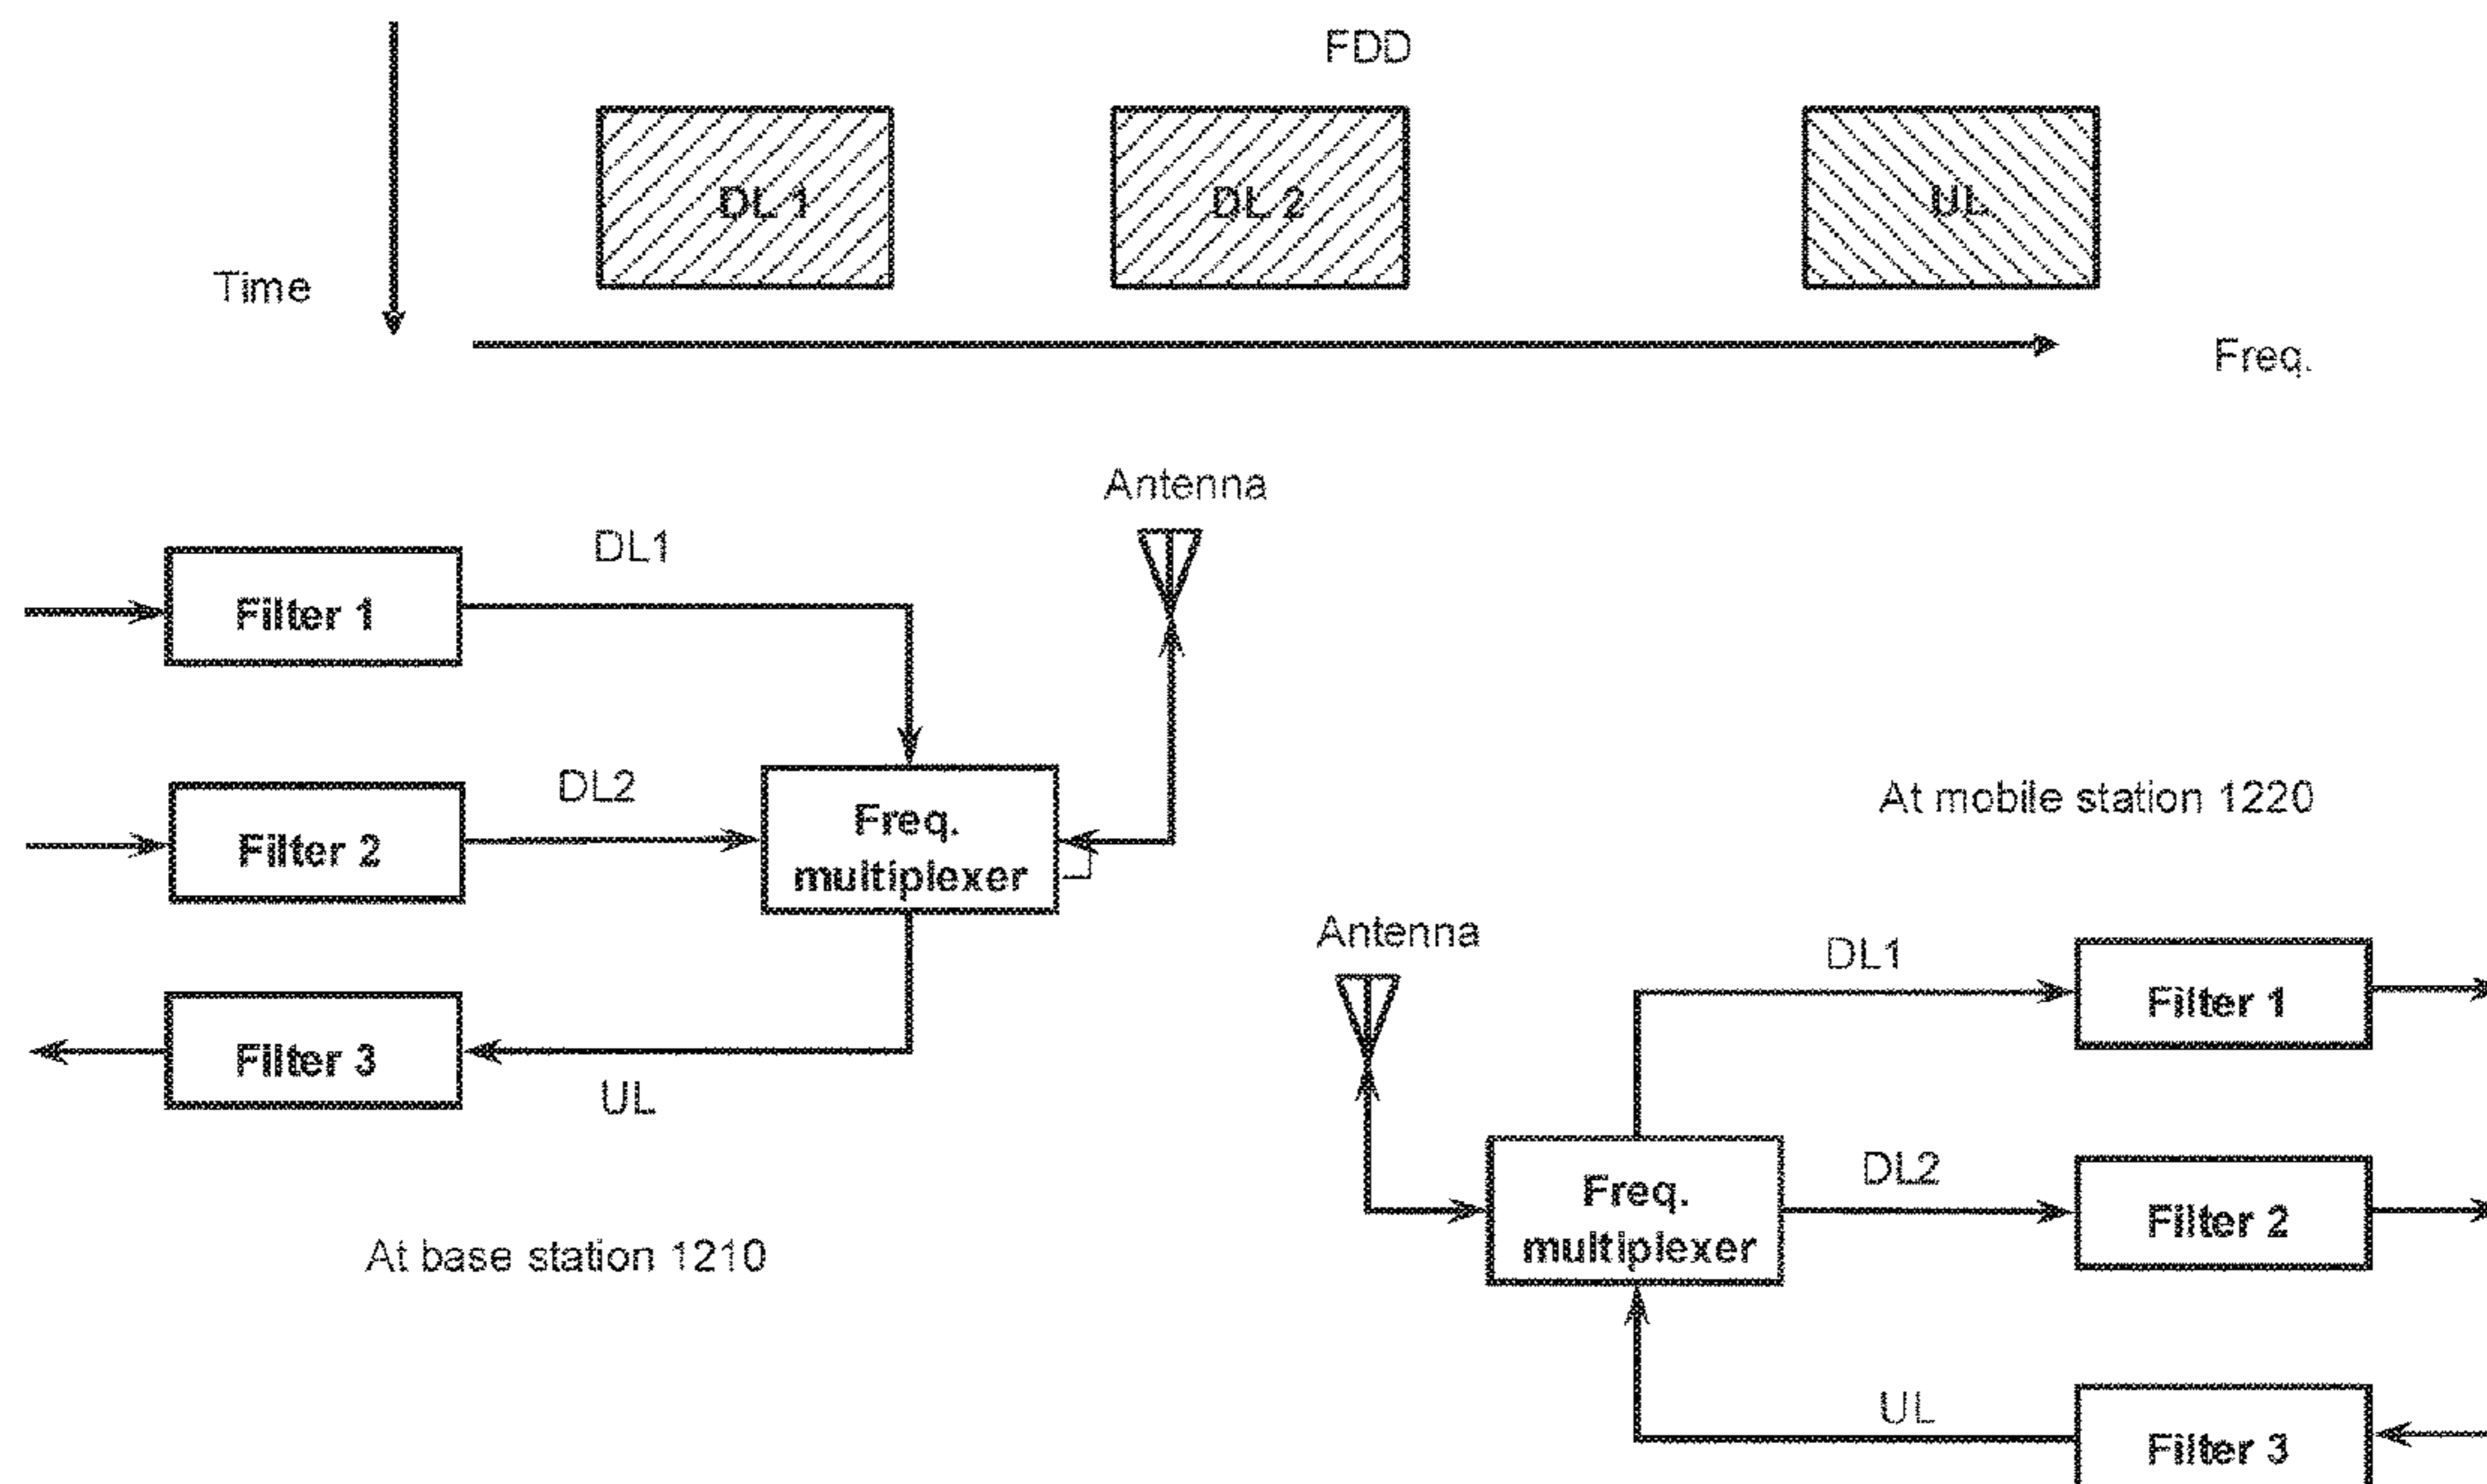 FDD
DL 1
DL 2
UL
Time
Freq.
Antenna
DL1
Filter 1
DL2
Filter 2
Freq.
multiplexer
Filter 3
UL
At base station 1210
At mobile station 1220
Antenna
DL1
Filter 1
DL2
Filter 2
Freq.
multiplexer
UL
Filter 3